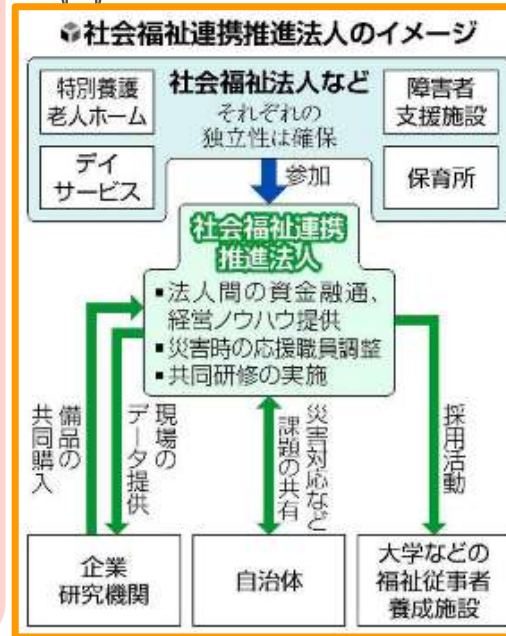 社会福祉連携推進法人のイメージ
特別養護
老人ホーム
社会福祉法人など
それぞれの
独立性は確保
障害者
支援施設
デイ
サービス
参加
保育所
社会福祉連携
推進法人
■法人間の資金融通、
経営ノウハウ提供
■災害時の応援職員調整
■共同研修の実施
備品の
共同購入
現場の
データ提供
災害対応など
課題の共有
採用活動
企業
研究機関
自治体
大学などの
福祉従事者
養成施設